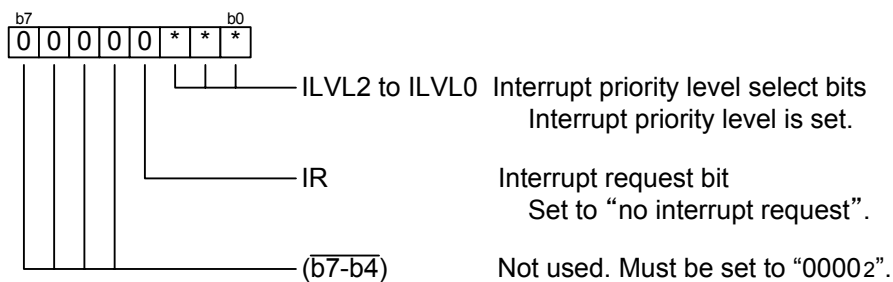 b7 b0
0 0 0 0 0 * * *
ILVL2 to ILVL0 Interrupt priority level select bits
Interrupt priority level is set.
IR Interrupt request bit
Set to “no interrupt request”.
(b7-b4) Not used. Must be set to “00002”.